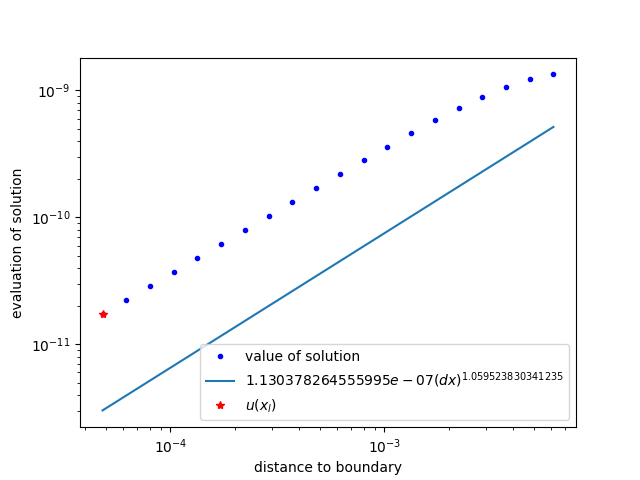 10⁻⁹
10⁻¹⁰
10⁻¹¹
evaluation of solution
value of solution
1.130378264555995e − 07(dx)^1.059523830341235
u(x_l)
10⁻⁴ 10⁻³
distance to boundary